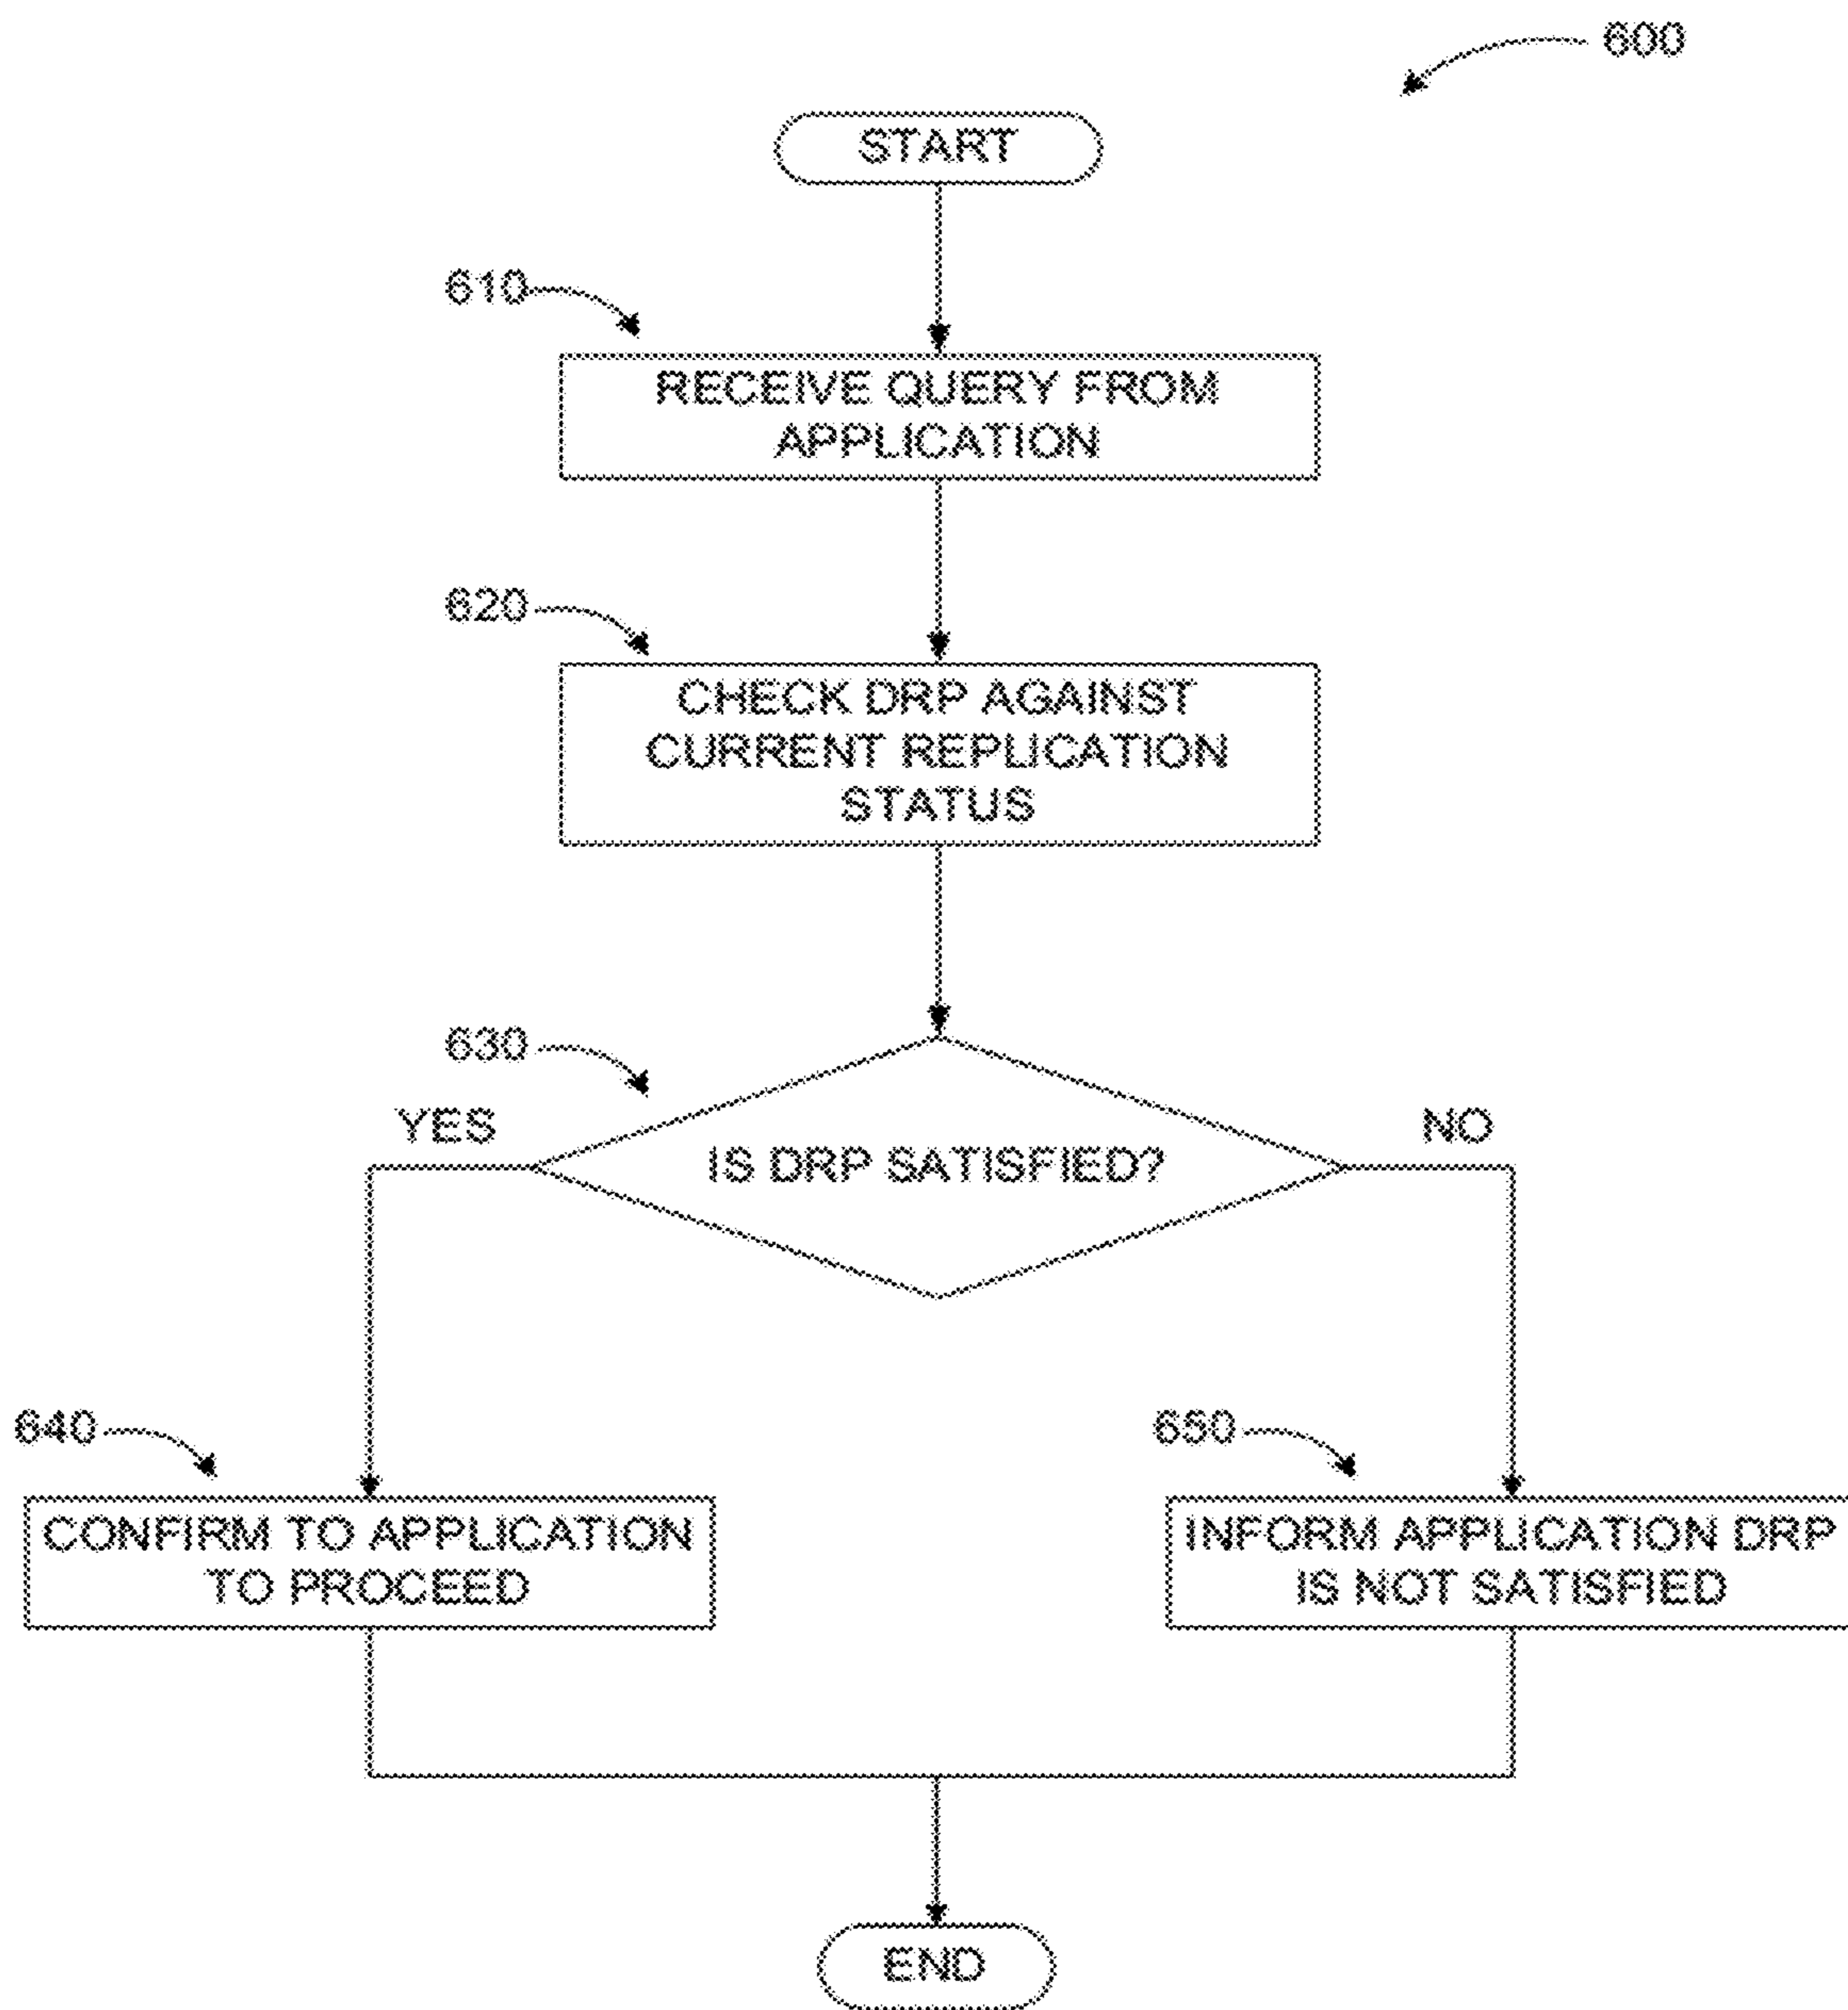 600
START
610
RECEIVE QUERY FROM
APPLICATION
620
CHECK DRP AGAINST
CURRENT REPLICATION
STATUS
630
YES
IS DRP SATISFIED?
NO
640
CONFIRM TO APPLICATION
TO PROCEED
650
INFORM APPLICATION DRP
IS NOT SATISFIED
END